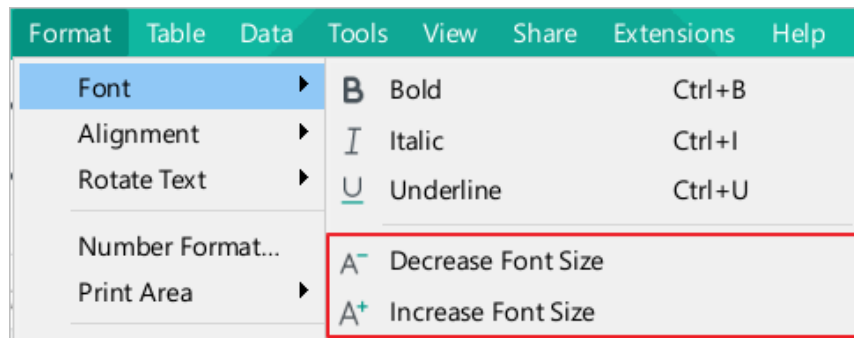 Format Table Data Tools View Share Extensions Help
Font
Alignment
Rotate Text
Number Format...
Print Area
B Bold Ctrl+B
I Italic Ctrl+I
U Underline Ctrl+U
A- Decrease Font Size
A+ Increase Font Size